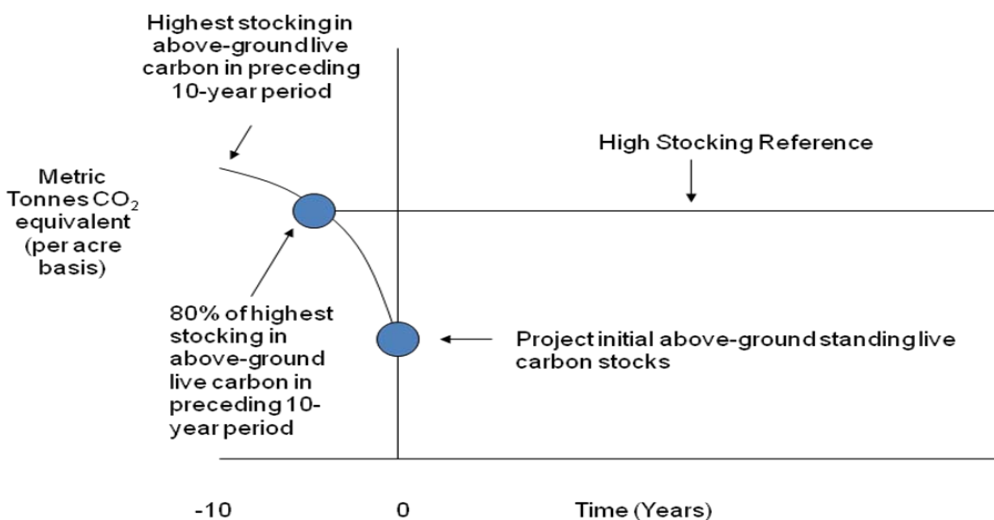 Highest stocking in
above-ground live
carbon in preceding
10-year period
High Stocking Reference
Metric
Tonnes CO₂
equivalent
(per acre
basis)
80% of highest
stocking in
above-ground
live carbon in
preceding 10-
year period
Project initial above-ground standing live
carbon stocks
-10
0
Time (Years)